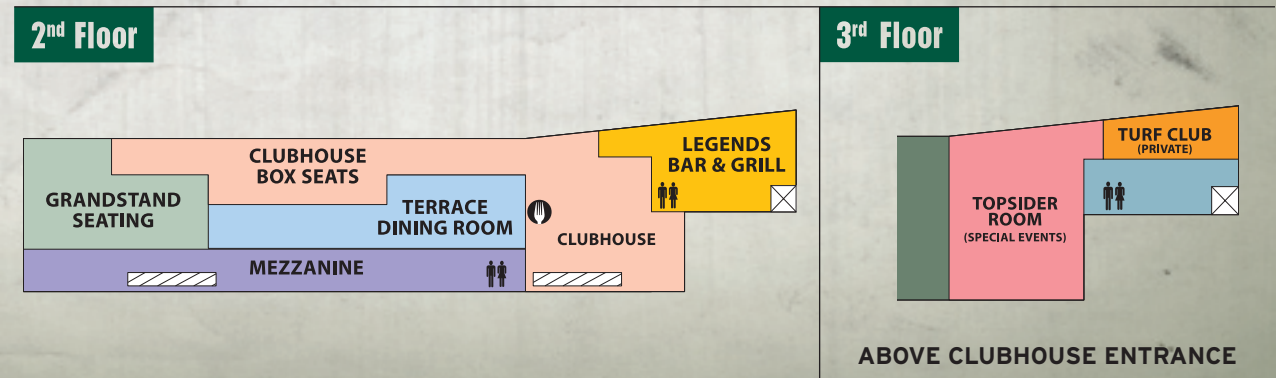 2nd Floor
CLUBHOUSE
BOX SEATS
LEGENDS
BAR & GRILL
GRANDSTAND
SEATING
TERRACE
DINING ROOM
CLUBHOUSE
MEZZANINE
3rd Floor
TURF CLUB
(PRIVATE)
TOPSIDER
ROOM
(SPECIAL EVENTS)
ABOVE CLUBHOUSE ENTRANCE